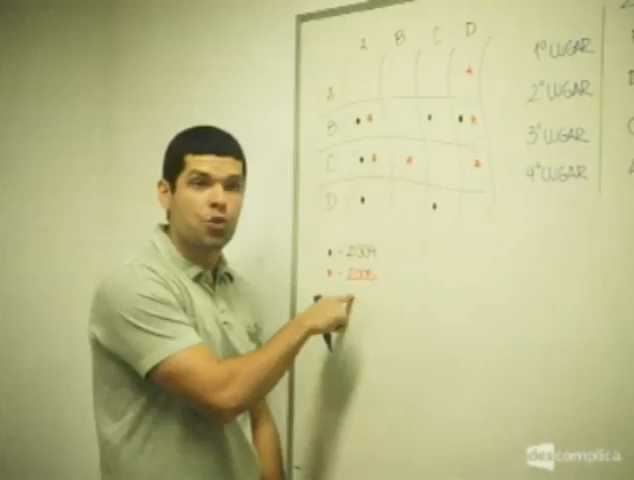 A B C D
A
B
C
D
1º LUGAR
2º LUGAR
3º LUGAR
4º LUGAR
- 2004
- 2005
descomplica